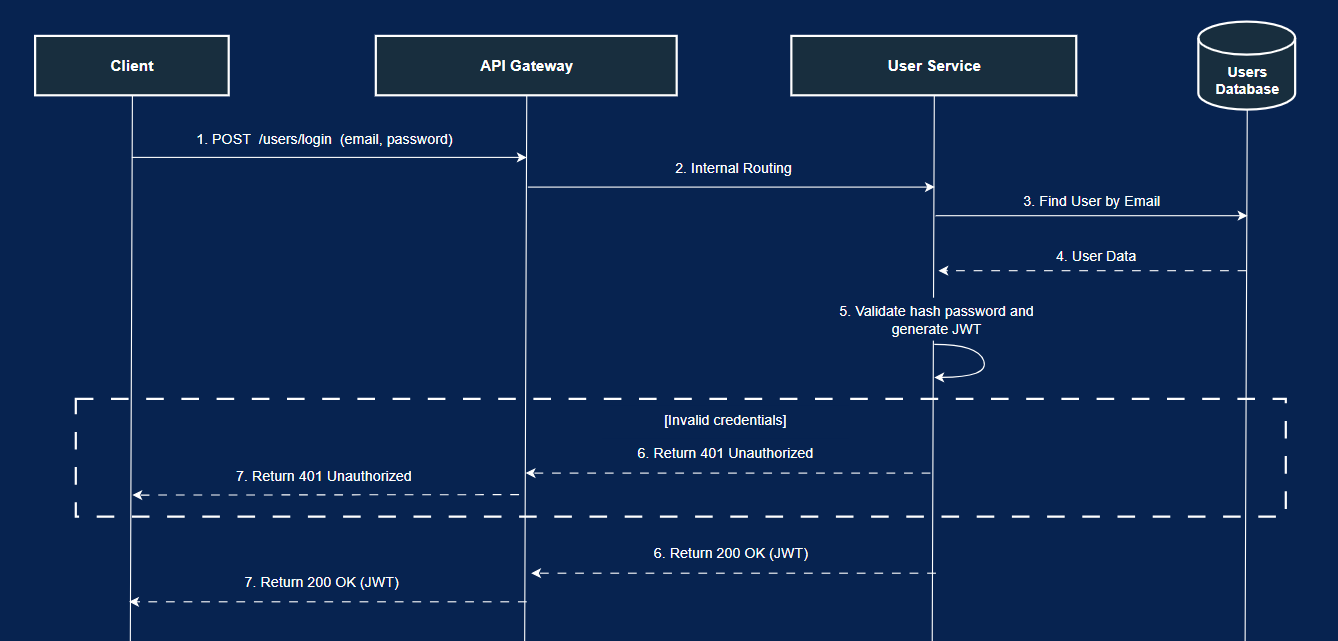 Client
API Gateway
User Service
Users
Database
1. POST  /users/login  (email, password)
2. Internal Routing
3. Find User by Email
4. User Data
5. Validate hash password and
generate JWT
[Invalid credentials]
6. Return 401 Unauthorized
7. Return 401 Unauthorized
6. Return 200 OK (JWT)
7. Return 200 OK (JWT)